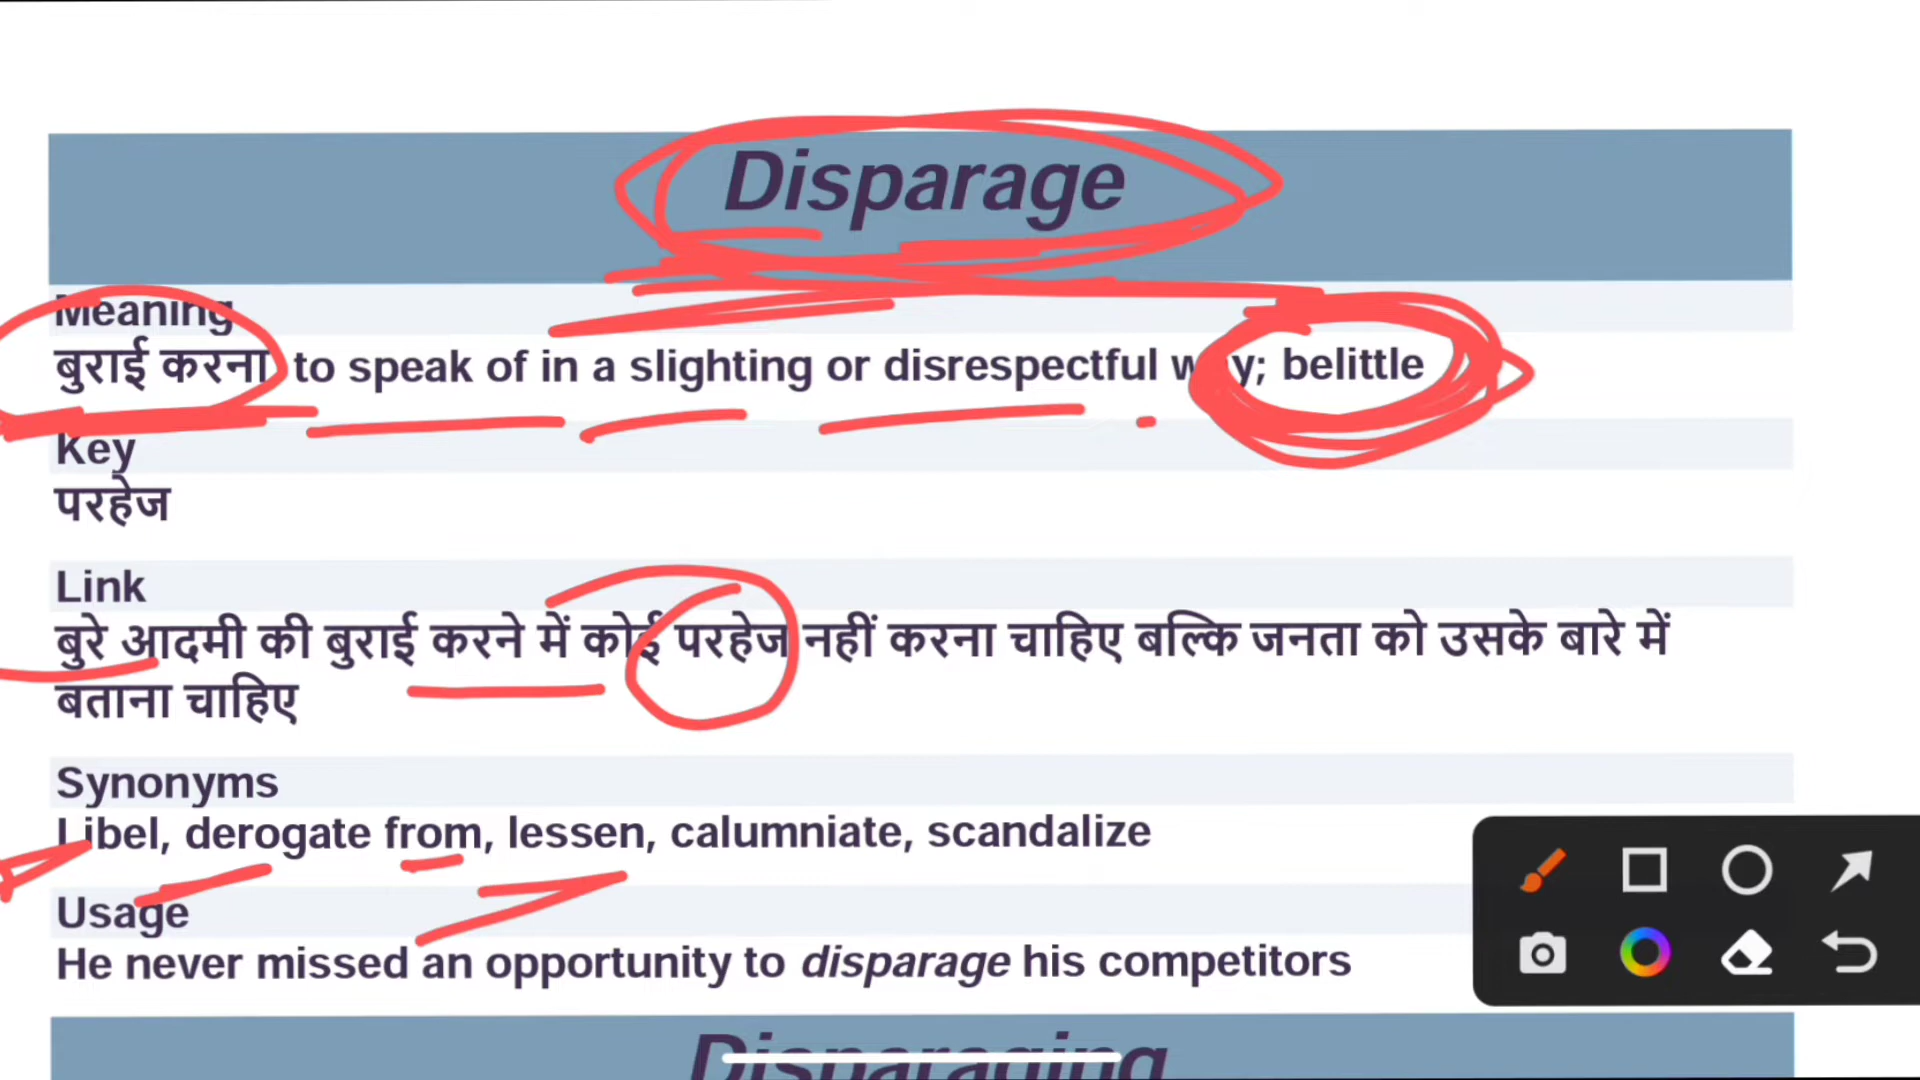 Disparage
Meaning
बुराई करना to speak of in a slighting or disrespectful way; belittle
Key
परहेज
Link
बुरे आदमी की बुराई करने में कोई परहेज नहीं करना चाहिए बल्कि जनता को उसके बारे में
बताना चाहिए
Synonyms
Libel, derogate from, lessen, calumniate, scandalize
Usage
He never missed an opportunity to disparage his competitors
Disparaging